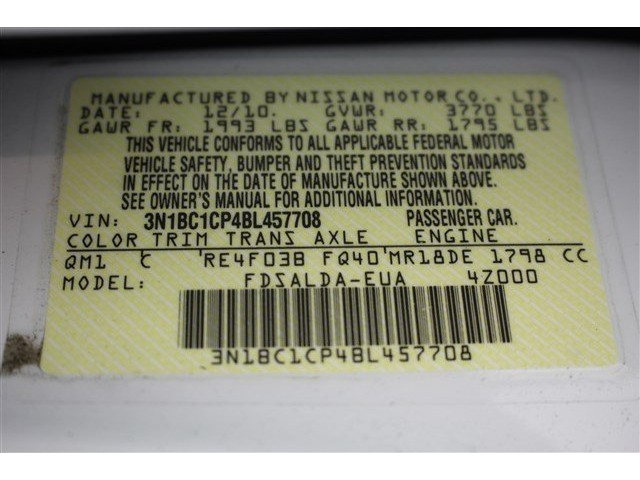 MANUFACTURED BY NISSAN MOTOR CO., LTD.
DATE: 12/10. GVWR: 3770 LBS
GAWR FR: 1993 LBS GAWR RR: 1795 LBS
THIS VEHICLE CONFORMS TO ALL APPLICABLE FEDERAL MOTOR
VEHICLE SAFETY, BUMPER AND THEFT PREVENTION STANDARDS
IN EFFECT ON THE DATE OF MANUFACTURE SHOWN ABOVE.
SEE OWNER'S MANUAL FOR ADDITIONAL INFORMATION.
VIN: 3N1BC1CP4BL457708 PASSENGER CAR.
COLOR TRIM TRANS AXLE ENGINE
QM1 C RE4F03B FQ40 MR18DE 1798 CC
MODEL: FDSALDA-EUA 4Z000
3N1BC1CP4BL457708